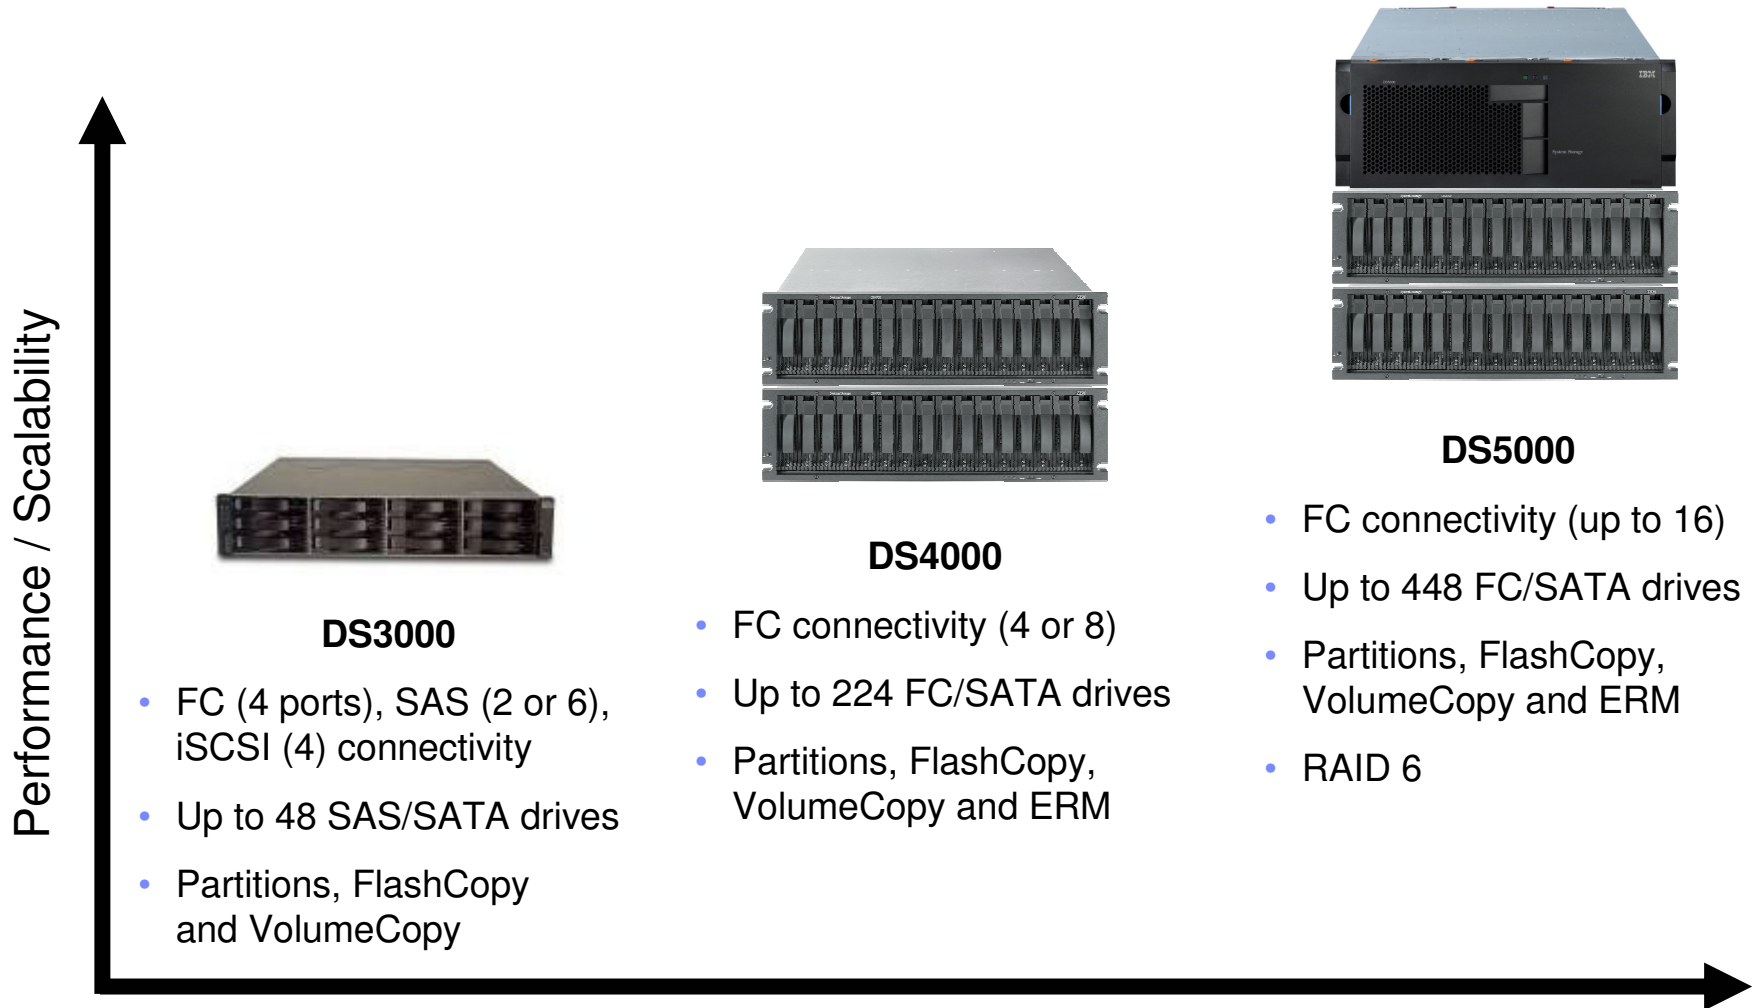 Performance / Scalability
IBM
System Storage
DS3000
• FC (4 ports), SAS (2 or 6),
iSCSI (4) connectivity
• Up to 48 SAS/SATA drives
• Partitions, FlashCopy
and VolumeCopy
DS4000
• FC connectivity (4 or 8)
• Up to 224 FC/SATA drives
• Partitions, FlashCopy,
VolumeCopy and ERM
DS5000
• FC connectivity (up to 16)
• Up to 448 FC/SATA drives
• Partitions, FlashCopy,
VolumeCopy and ERM
• RAID 6